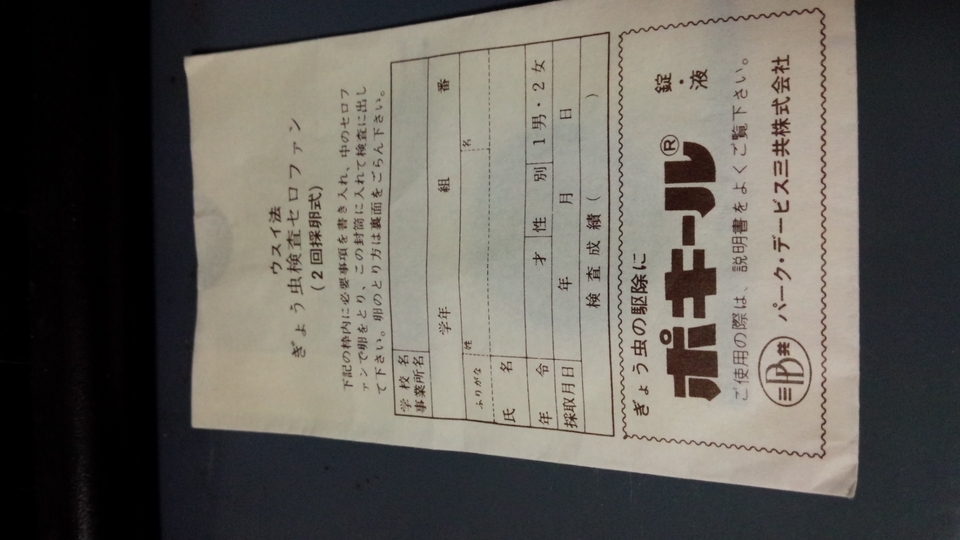 ウスイ法
ぎょう虫検査セロファン
(2回採卵式)
下記の枠内に必要事項を書き入れ、中のセロフ
ァンで卵をとり、この封筒に入れて検査に出し
て下さい。卵のとり方は裏面をごらん下さい。
学校名
事業所名
学年 組 番
ふりがな 姓 名
氏名
年令 才 性別 1男・2女
採取月日 年 月 日
検査成績( )
ぎょう虫の駆除に
ポキール® 錠・液
ご使用の際は、説明書をよくご覧下さい。
三PD共 パーク・デービス三共株式会社